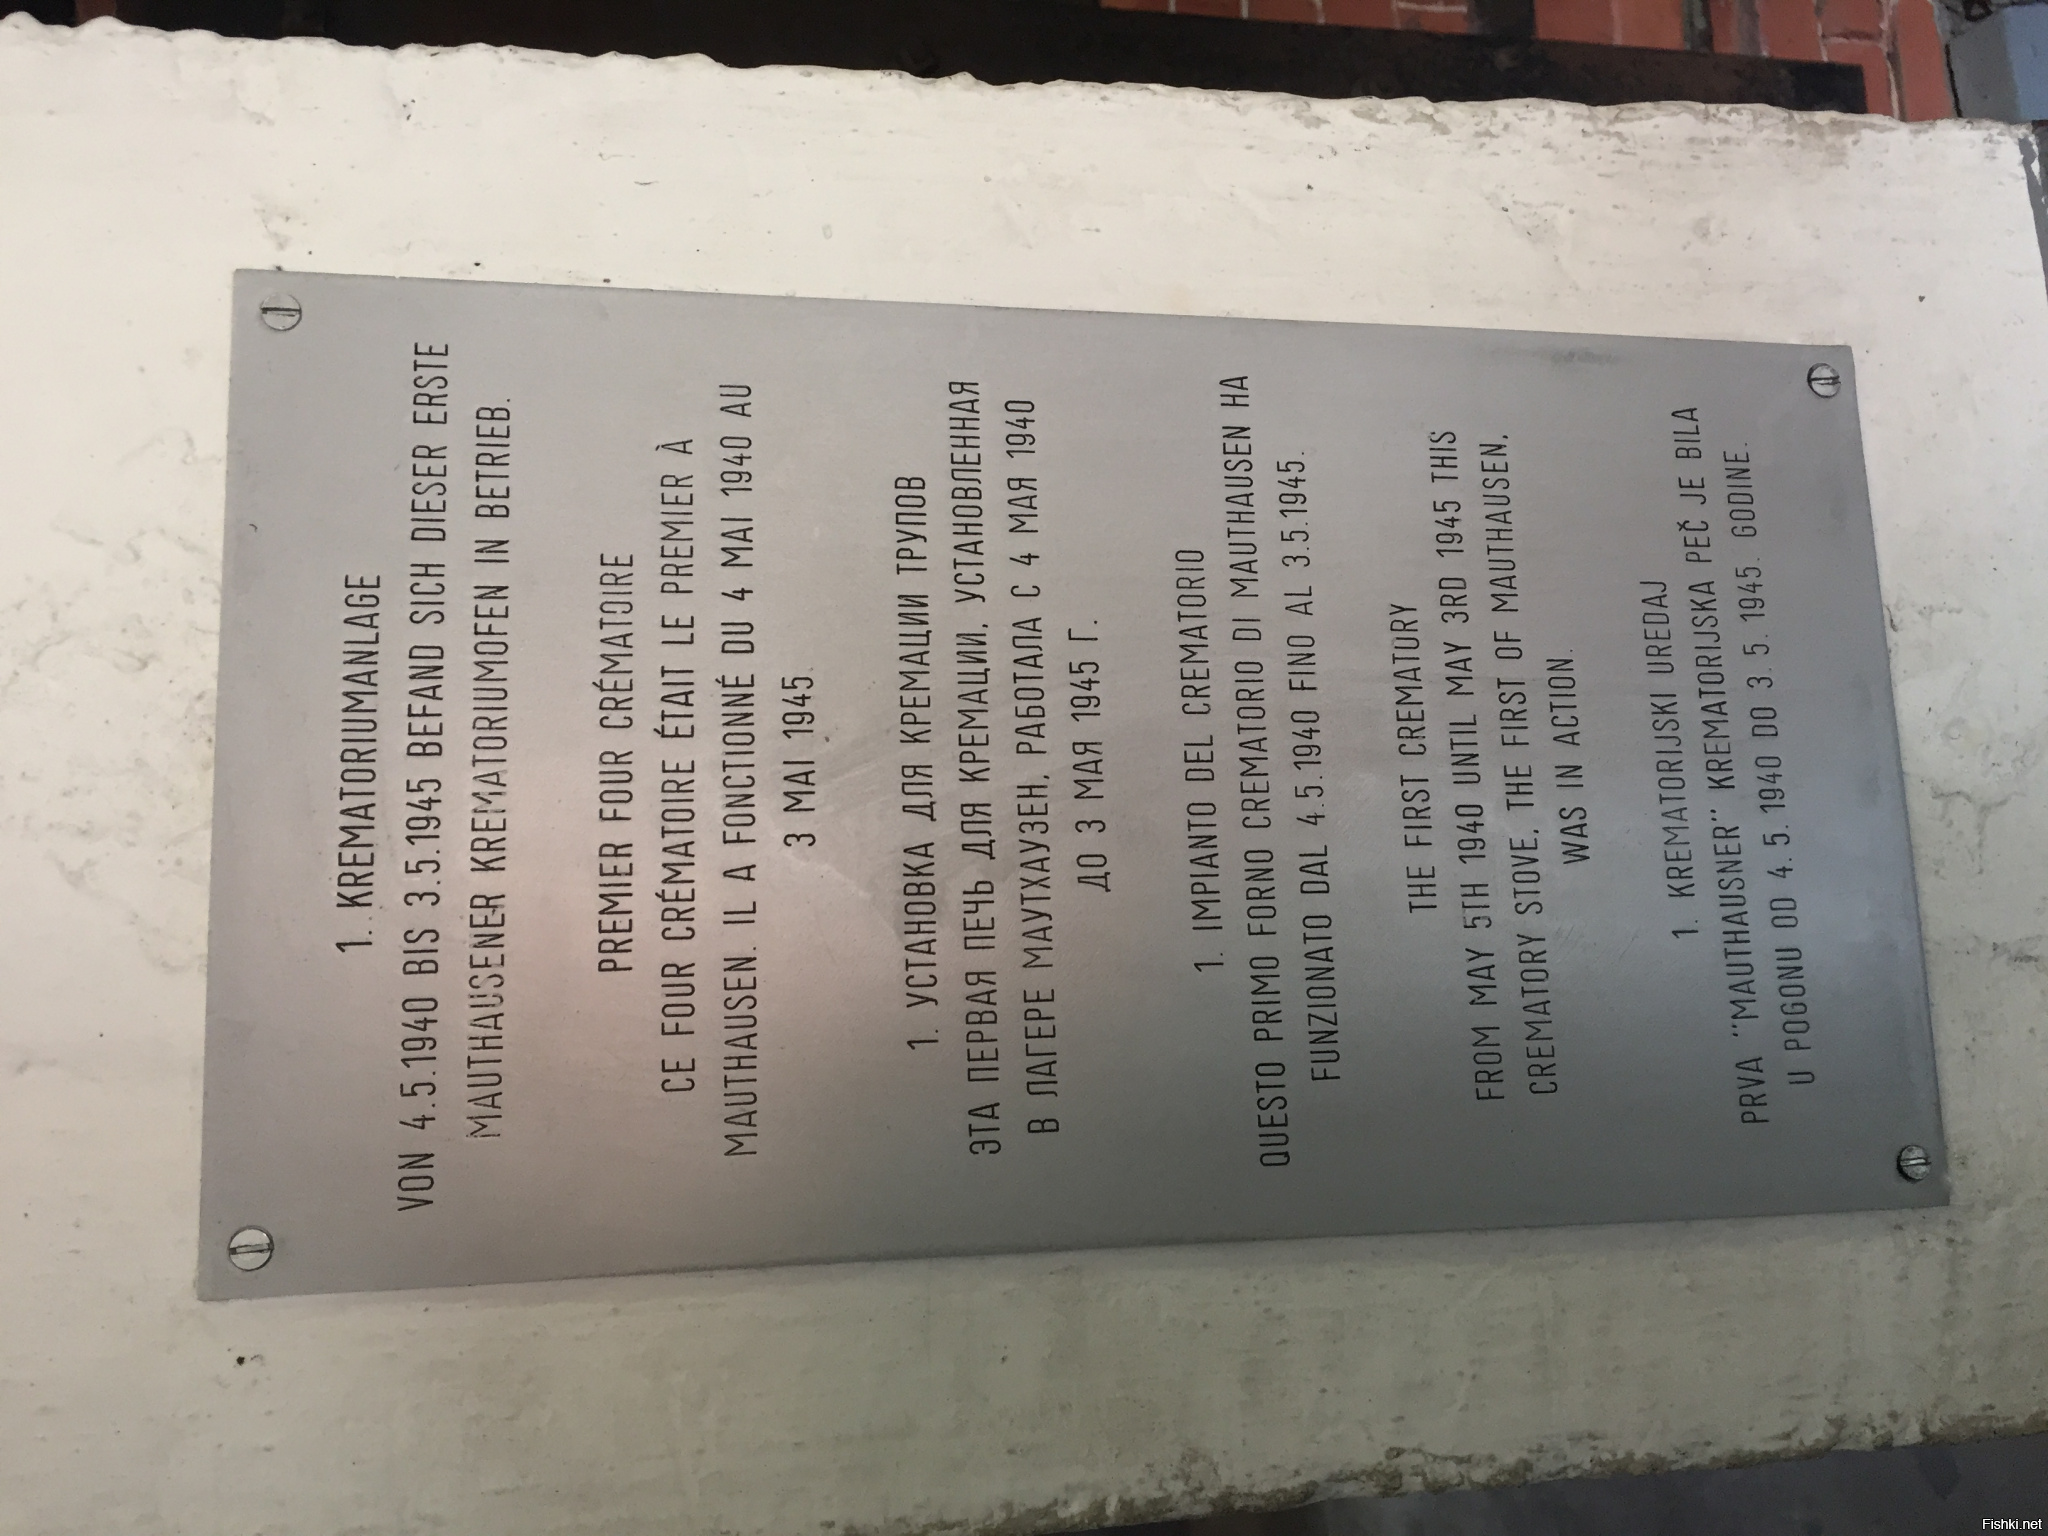 1. KREMATORIUMANLAGE
VON 4.5.1940 BIS 3.5.1945 BEFAND SICH DIESER ERSTE
MAUTHAUSENER KREMATORIUMOFEN IN BETRIEB.
PREMIER FOUR CRÉMATOIRE
CE FOUR CRÉMATOIRE ÉTAIT LE PREMIER À
MAUTHAUSEN. IL A FONCTIONNÉ DU 4 MAI 1940 AU
3 MAI 1945.
1. УСТАНОВКА ДЛЯ КРЕМАЦИИ ТРУПОВ
ЭТА ПЕРВАЯ ПЕЧЬ ДЛЯ КРЕМАЦИИ, УСТАНОВЛЕННАЯ
В ЛАГЕРЕ МАУТХАУЗЕН, РАБОТАЛА С 4 МАЯ 1940
ДО 3 МАЯ 1945 Г.
1. IMPIANTO DEL CREMATORIO
QUESTO PRIMO FORNO CREMATORIO DI MAUTHAUSEN HA
FUNZIONATO DAL 4.5.1940 FINO AL 3.5.1945.
THE FIRST CREMATURY
FROM MAY 5TH 1940 UNTIL MAY 3RD 1945 THIS
CREMATORY STOVE, THE FIRST OF MAUTHAUSEN,
WAS IN ACTION.
1. KREMATORIJSKI UREDAJ
PRVA "MAUTHAUSNER" KREMATORIJSKA PEČ JE BILA
U POGONU OD 4. 5. 1940 DO 3. 5. 1945. GODINE.
Fishki.net